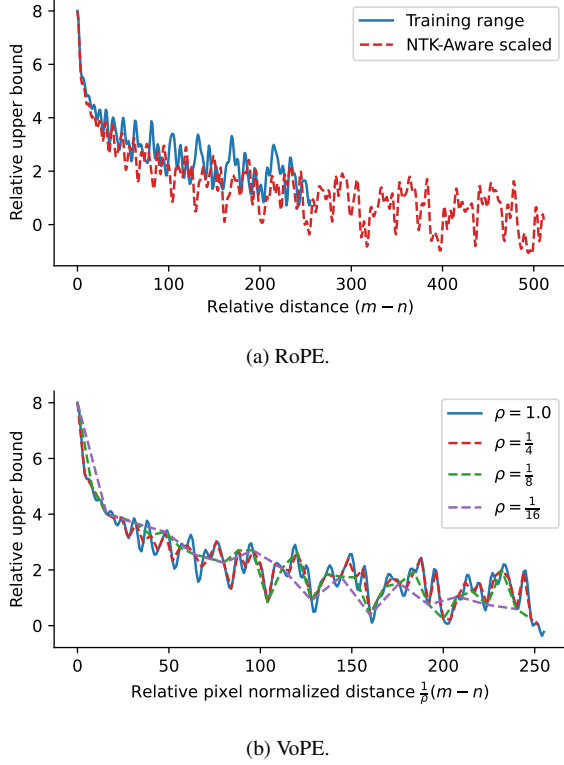 8
6
4
2
0
Relative upper bound
Training range
NTK-Aware scaled
0 100 200 300 400 500
Relative distance (m − n)
(a) RoPE.
8
6
4
2
0
Relative upper bound
ρ = 1.0
ρ = 1/4
ρ = 1/8
ρ = 1/16
0 50 100 150 200 250
Relative pixel normalized distance 1/ρ(m − n)
(b) VoPE.